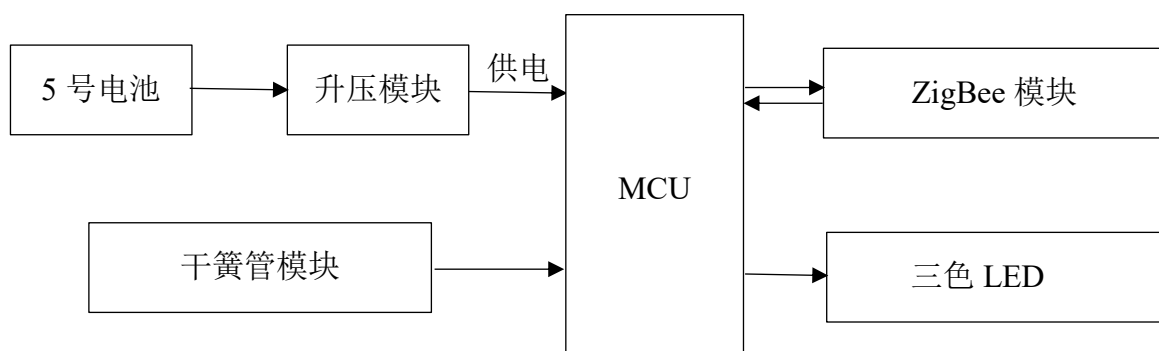 5 号电池
升压模块
供电
ZigBee 模块
MCU
干簧管模块
三色 LED